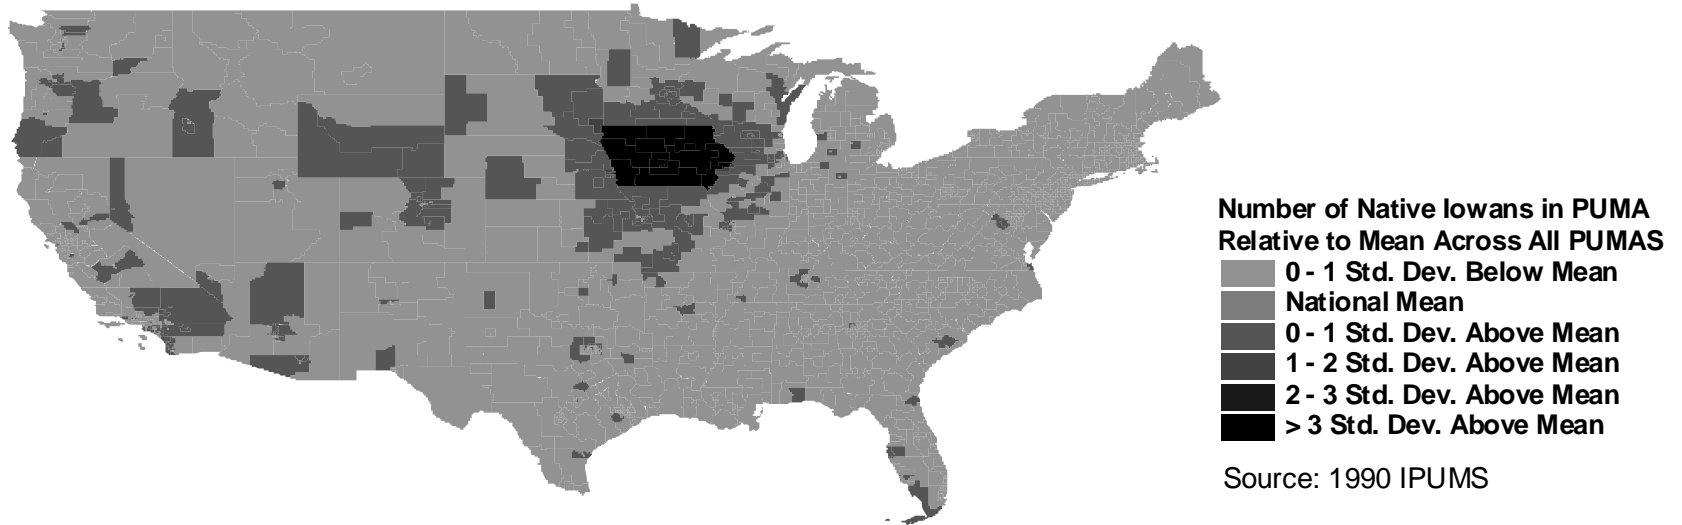 Number of Native Iowans in PUMA
Relative to Mean Across All PUMAS
0 - 1 Std. Dev. Below Mean
National Mean
0 - 1 Std. Dev. Above Mean
1 - 2 Std. Dev. Above Mean
2 - 3 Std. Dev. Above Mean
> 3 Std. Dev. Above Mean
Source: 1990 IPUMS